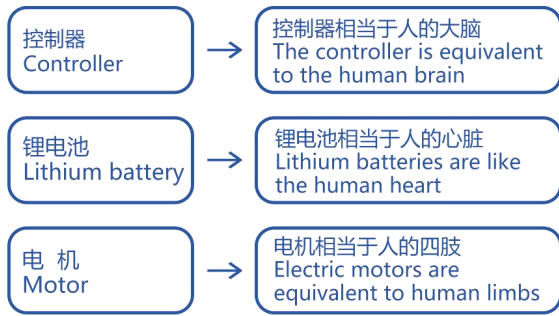 控制器
Controller
控制器相当于人的大脑
The controller is equivalent
to the human brain
锂电池
Lithium battery
锂电池相当于人的心脏
Lithium batteries are like
the human heart
电 机
Motor
电机相当于人的四肢
Electric motors are
equivalent to human limbs